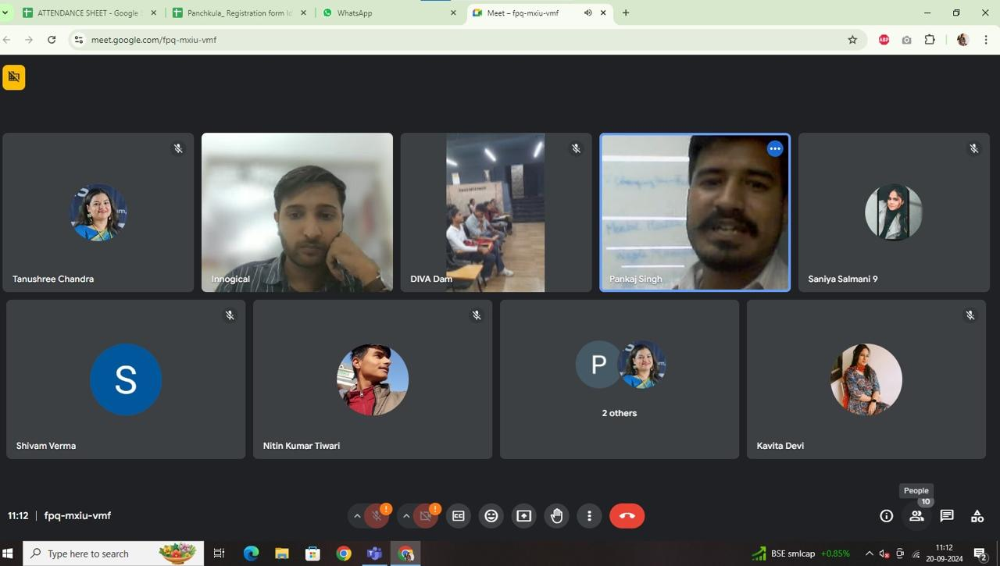 ATTENDANCE SHEET - Google
Panchkula_ Registration form
WhatsApp
Meet – fpq-mxiu-vmf
meet.google.com/fpq-mxiu-vmf
ABP
Tanushree Chandra
Innogical
DIVA Dam
Pankaj Singh
Saniya Salmani 9
S
P
2 others
Shivam Verma
Nitin Kumar Tiwari
Kavita Devi
People
10
11:12 | fpq-mxiu-vmf
Type here to search
BSE smlcap +0.85%
11:12
20-09-2024
2